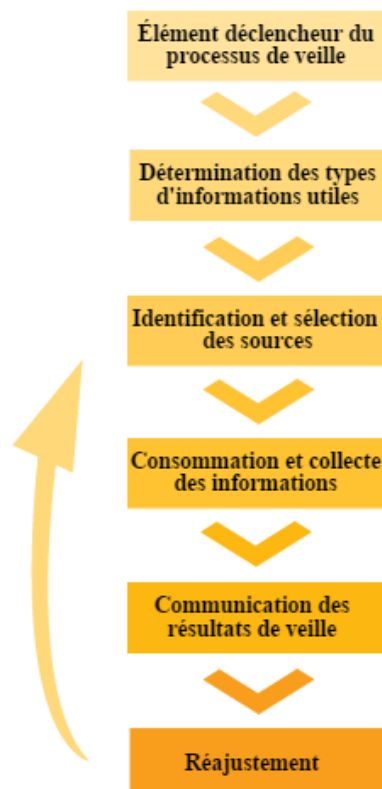 Élément déclencheur du
processus de veille
Détermination des types
d'informations utiles
Identification et sélection
des sources
Consommation et collecte
des informations
Communication des
résultats de veille
Réajustement